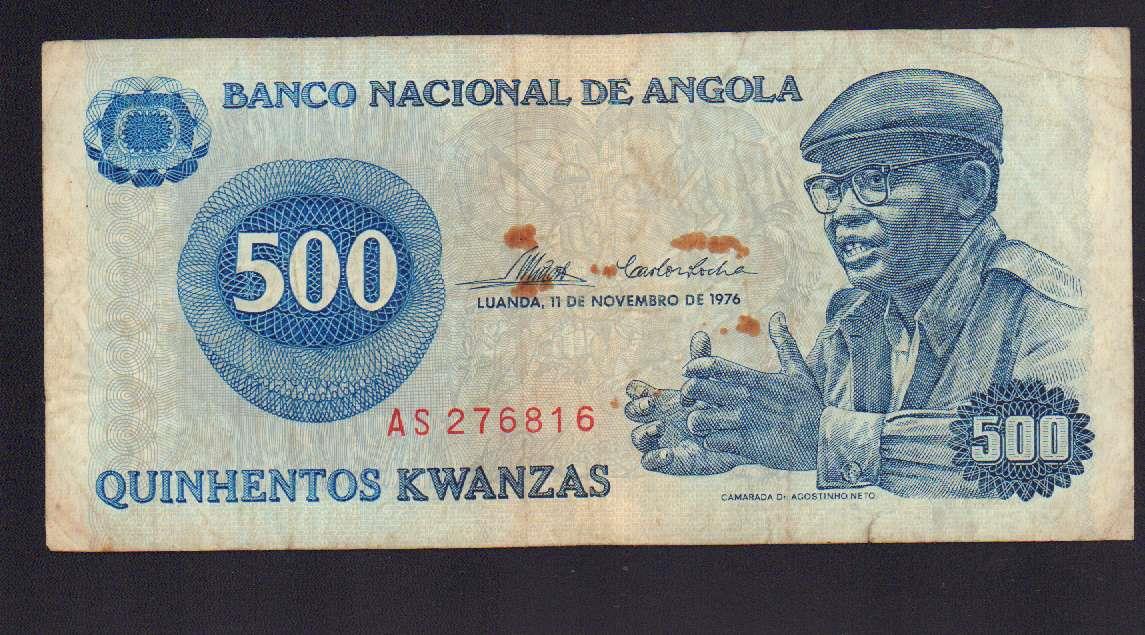 BANCO NACIONAL DE ANGOLA
500
LUANDA, 11 DE NOVEMBRO DE 1976
AS 276816
500
QUINHENTOS KWANZAS
CAMARADA Dr. AGOSTINHO NETO